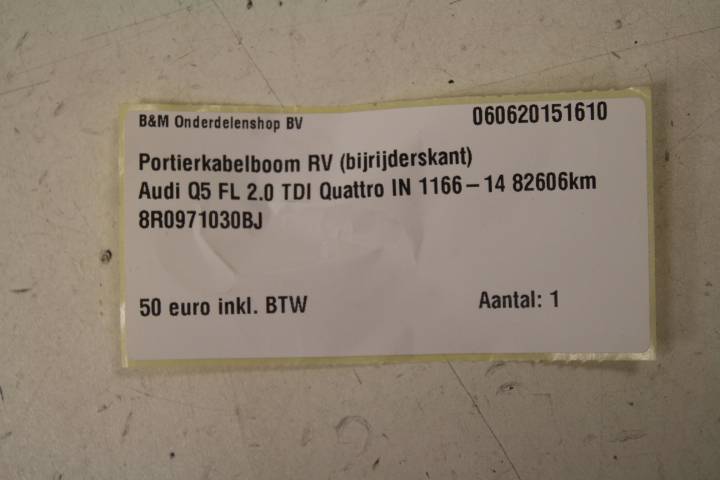 B&M Onderdelenshop BV 060620151610
Portierkabelboom RV (bijrijderskant)
Audi Q5 FL 2.0 TDI Quattro IN 1166-14 82606km
8R0971030BJ
50 euro inkl. BTW Aantal: 1